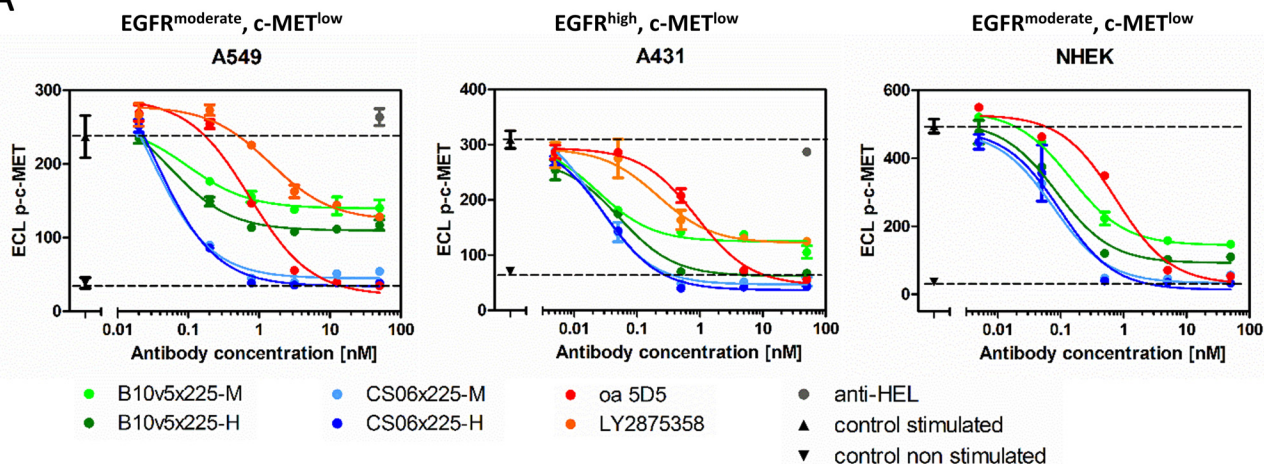 A
EGFRmoderate, c-METlow
EGFRhigh, c-METlow
EGFRmoderate, c-METlow
A549
A431
NHEK
ECL p-c-MET
300
200
100
0
0.01
0.1
1
10
100
Antibody concentration [nM]
ECL p-c-MET
400
300
200
100
0
0.01
0.1
1
10
100
Antibody concentration [nM]
ECL p-c-MET
600
400
200
0
0.01
0.1
1
10
100
Antibody concentration [nM]
B10v5x225-M
B10v5x225-H
CS06x225-M
CS06x225-H
oa 5D5
LY2875358
anti-HEL
control stimulated
control non stimulated